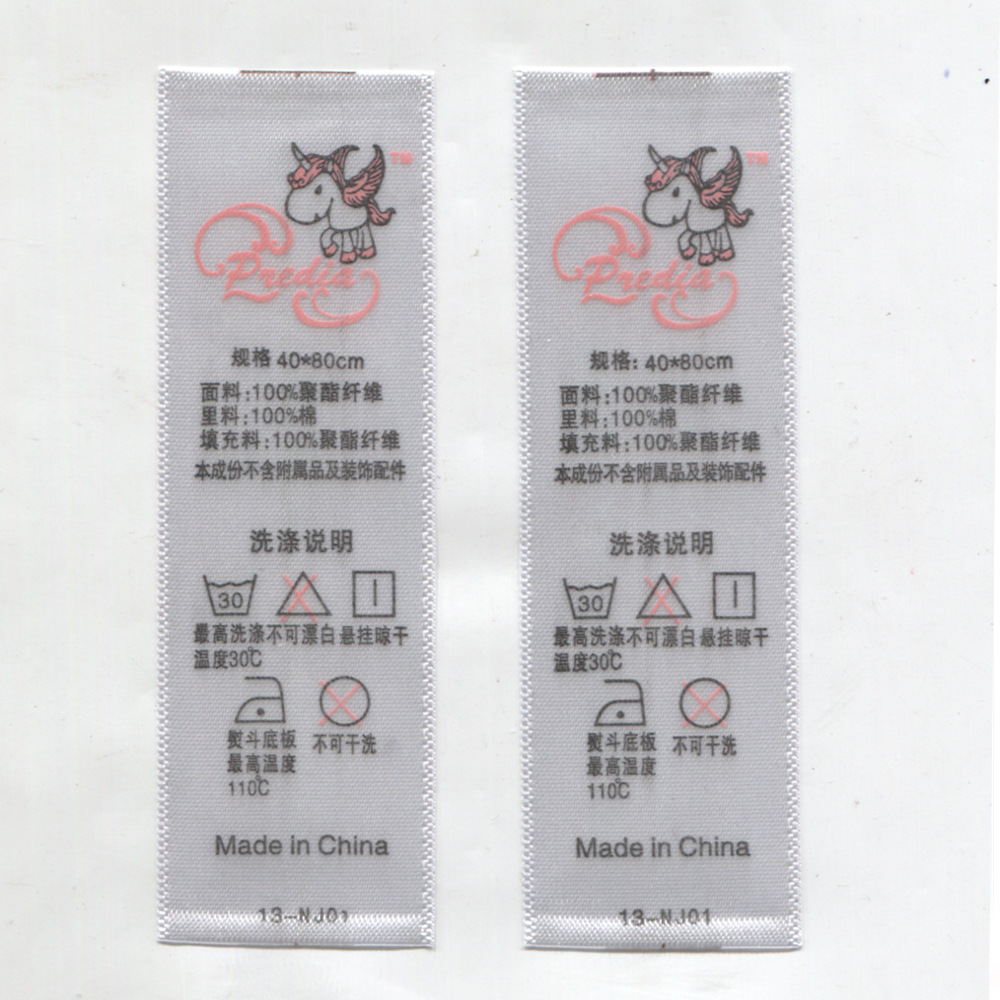 TM
Predia
规格 40*80cm
面料:100%聚酯纤维
里料:100%棉
填充料:100%聚酯纤维
本成份不含附属品及装饰配件
洗涤说明
30
最高洗涤不可漂白 悬挂晾干
温度30℃
熨斗底板 不可干洗
最高温度
110℃
Made in China
13-NJ01
TM
Predia
规格: 40*80cm
面料:100%聚酯纤维
里料:100%棉
填充料:100%聚酯纤维
本成份不含附属品及装饰配件
洗涤说明
30
最高洗涤不可漂白 悬挂晾干
温度30℃
熨斗底板 不可干洗
最高温度
110℃
Made in China
13-NJ01